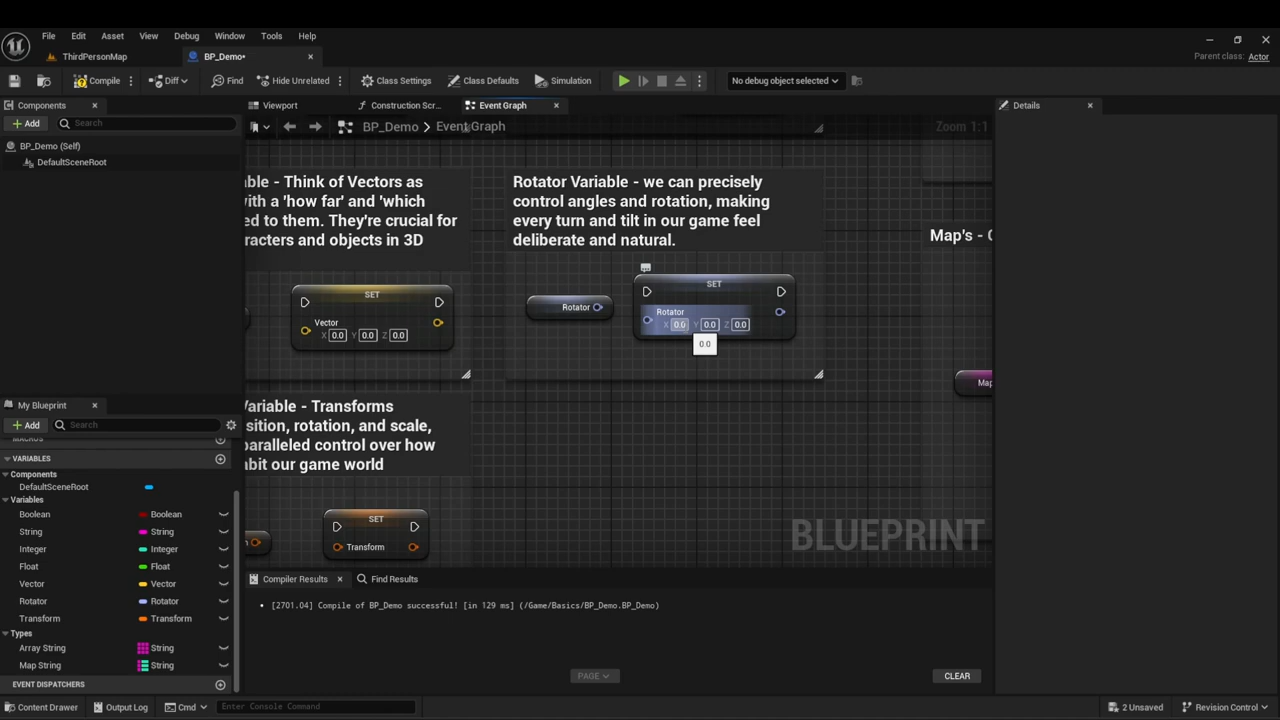 File Edit Asset View Debug Window Tools Help
ThirdPersonMap
BP_Demo•
Parent class: Actor
Compile
Diff
Find
Hide Unrelated
Class Settings
Class Defaults
Simulation
No debug object selected
Components
Viewport
Construction Scr...
Event Graph
Details
+ Add
Search
BP_Demo > EventGraph
Zoom 1:1
BP_Demo (Self)
DefaultSceneRoot
ble - Think of Vectors as
with a 'how far' and 'which
ed to them. They're crucial for
racters and objects in 3D
Rotator Variable - we can precisely
control angles and rotation, making
every turn and tilt in our game feel
deliberate and natural.
Map's -
SET
Vector
X 0.0 Y 0.0 Z 0.0
Rotator
SET
Rotator
X 0.0 Y 0.0 Z 0.0
0.0
Map
ariable - Transforms
sition, rotation, and scale,
paralleled control over how
abit our game world
SET
Transform
BLUEPRINT
My Blueprint
+ Add
Search
MACROS
VARIABLES
Components
DefaultSceneRoot
Variables
Boolean Boolean
String String
Integer Integer
Float Float
Vector Vector
Rotator Rotator
Transform Transform
Types
Array String String
Map String String
EVENT DISPATCHERS
Compiler Results
Find Results
[2701.04] Compile of BP_Demo successful! [in 129 ms] (/Game/Basics/BP_Demo.BP_Demo)
PAGE
CLEAR
Content Drawer
Output Log
Cmd
Enter Console Command
2 Unsaved
Revision Control